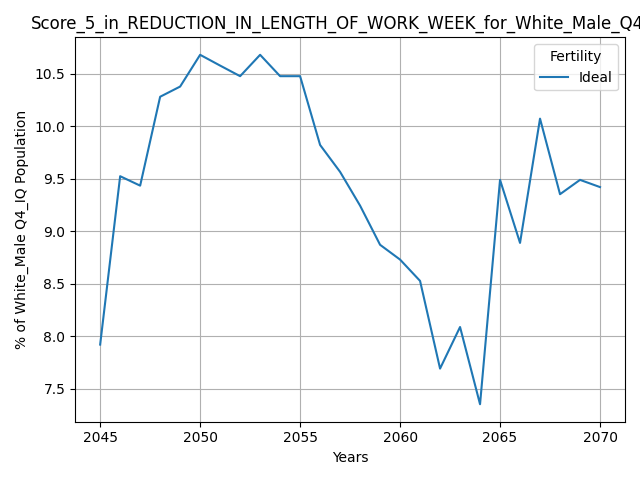 Score_5_in_REDUCTION_IN_LENGTH_OF_WORK_WEEK_for_White_Male_Q4
Fertility
Ideal
% of White_Male Q4_IQ Population
10.5
10.0
9.5
9.0
8.5
8.0
7.5
2045 2050 2055 2060 2065 2070
Years